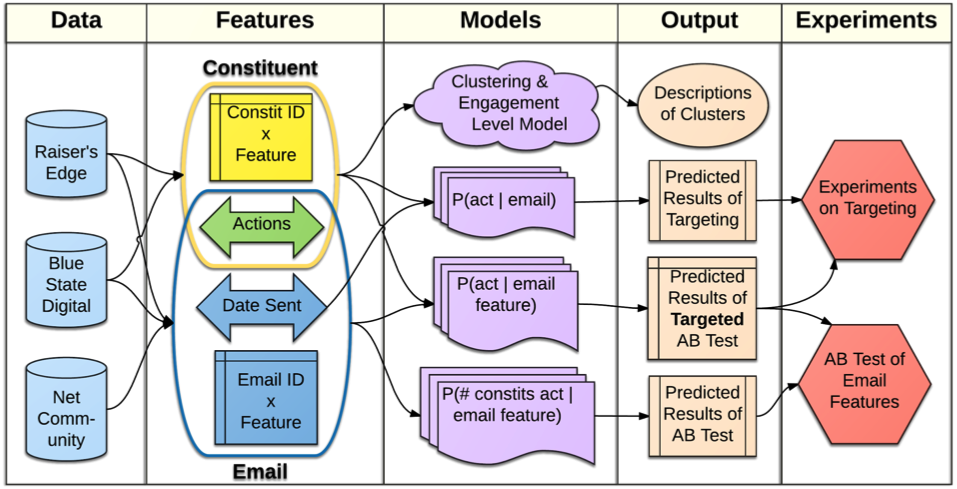 Data
Features
Models
Output
Experiments
Raiser's
Edge
Blue
State
Digital
Net
Comm-
unity
Constituent
Constit ID
x
Feature
Actions
Date Sent
Email ID
x
Feature
Email
Clustering &
Engagement
Level Model
P(act | email)
P(act | email
feature)
P(# constits act |
email feature)
Descriptions
of Clusters
Predicted
Results of
Targeting
Predicted
Results of
Targeted
AB Test
Predicted
Results of
AB Test
Experiments
on Targeting
AB Test of
Email
Features